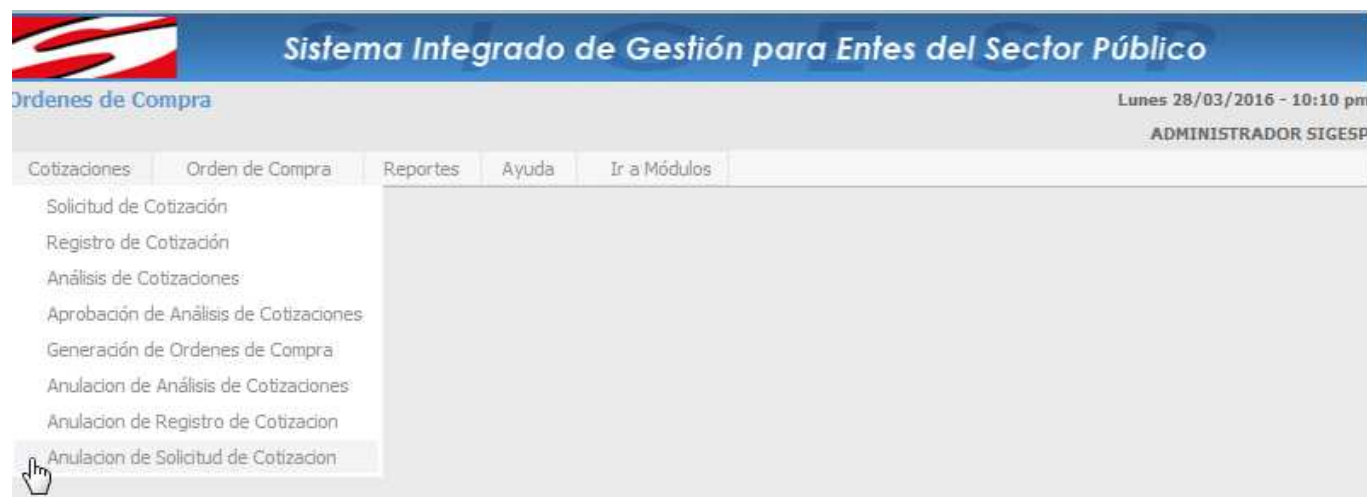 Sistema Integrado de Gestión para Entes del Sector Público
Ordenes de Compra
Lunes 28/03/2016 - 10:10 pm
ADMINISTRADOR SIGESP
Cotizaciones Orden de Compra Reportes Ayuda Ir a Módulos
Solicitud de Cotización
Registro de Cotización
Análisis de Cotizaciones
Aprobación de Análisis de Cotizaciones
Generación de Ordenes de Compra
Anulacion de Análisis de Cotizaciones
Anulacion de Registro de Cotizacion
Anulacion de Solicitud de Cotizacion